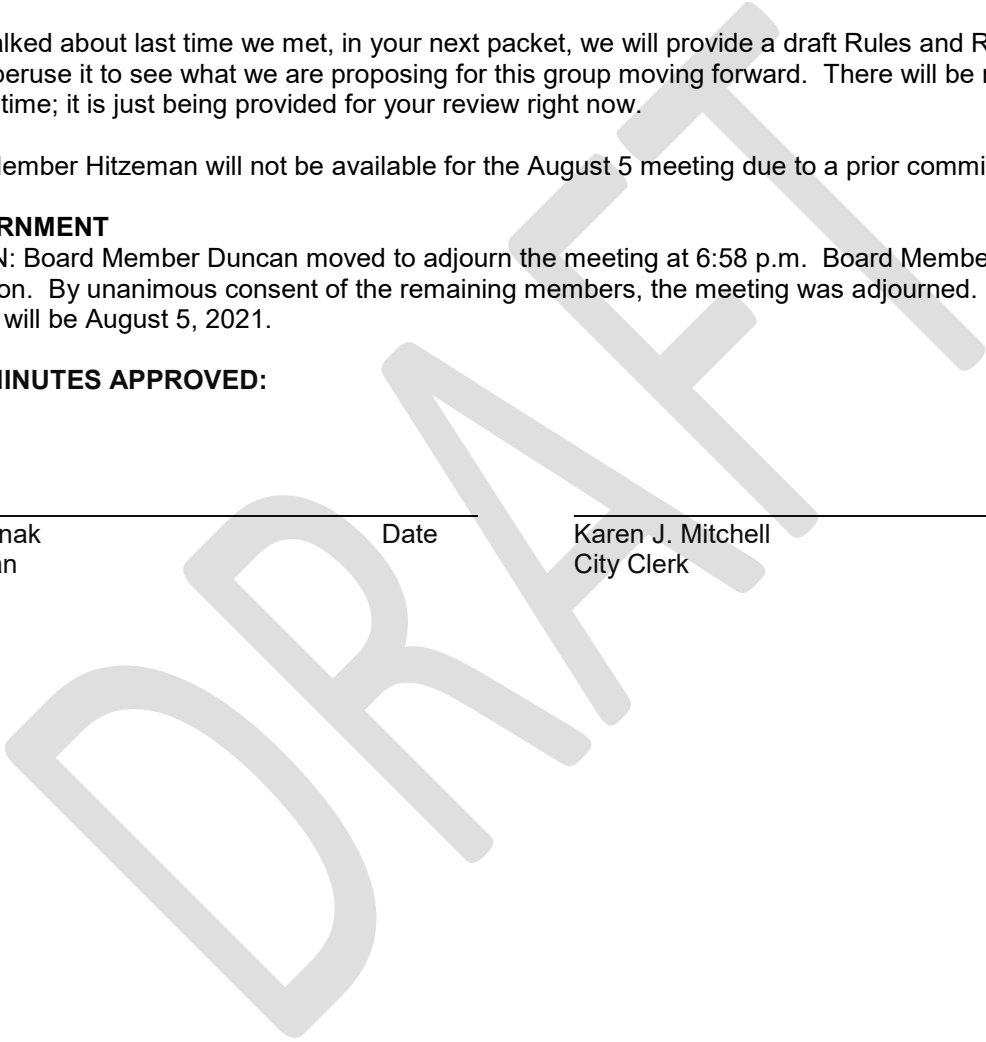 alked about last time we met, in your next packet, we will provide a draft Rules and R
peruse it to see what we are proposing for this group moving forward.  There will be
time; it is just being provided for your review right now.
ember Hitzeman will not be available for the August 5 meeting due to a prior commi
RNMENT
N: Board Member Duncan moved to adjourn the meeting at 6:58 p.m.  Board Membe
on.  By unanimous consent of the remaining members, the meeting was adjourned.
will be August 5, 2021.
MINUTES APPROVED:
nak Date Karen J. Mitchell
an City Clerk
DRAFT